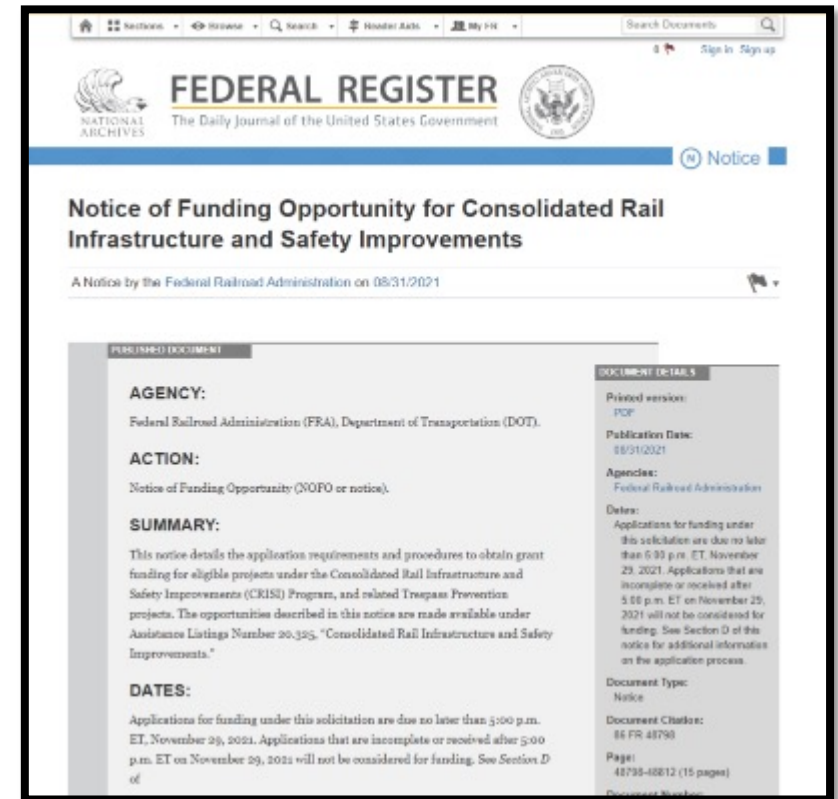 Sections Browse Search Reader Aids My FR Search Documents
0 Sign in Sign up
NATIONAL
ARCHIVES
FEDERAL REGISTER
The Daily Journal of the United States Government
N Notice
Notice of Funding Opportunity for Consolidated Rail
Infrastructure and Safety Improvements
A Notice by the Federal Railroad Administration on 08/31/2021
PUBLISHED DOCUMENT
AGENCY:
Federal Railroad Administration (FRA), Department of Transportation (DOT).
ACTION:
Notice of Funding Opportunity (NOFO or notice).
SUMMARY:
This notice details the application requirements and procedures to obtain grant
funding for eligible projects under the Consolidated Rail Infrastructure and
Safety Improvements (CRISI) Program, and related Trespass Prevention
projects. The opportunities described in this notice are made available under
Assistance Listings Number 20.325, “Consolidated Rail Infrastructure and Safety
Improvements.”
DATES:
Applications for funding under this solicitation are due no later than 5:00 p.m.
ET, November 29, 2021. Applications that are incomplete or received after 5:00
p.m. ET on November 29, 2021 will not be considered for funding. See Section D
of
DOCUMENT DETAILS
Printed version:
PDF
Publication Date:
08/31/2021
Agencies:
Federal Railroad Administration
Dates:
Applications for funding under
this solicitation are due no later
than 5:00 p.m. ET, November
29, 2021. Applications that are
incomplete or received after
5:00 p.m. ET on November 29,
2021 will not be considered for
funding. See Section D of this
notice for additional information
on the application process.
Document Type:
Notice
Document Citation:
86 FR 48798
Page:
48798-48812 (15 pages)
Document Number: